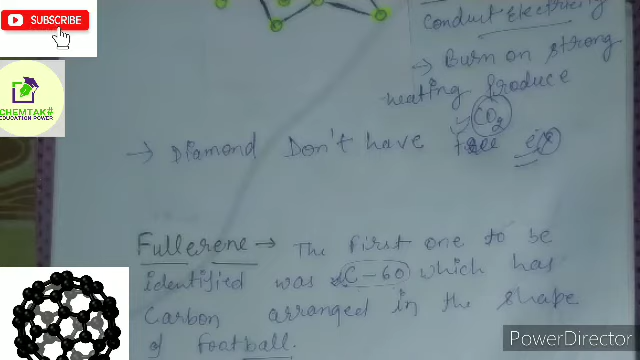 SUBSCRIBE
CHEMTAK#
EDUCATION POWER
conduct Electricity
→ Burn on strong
heating produce
CO2
→ Diamond Don't have free e
Fullerene → The first one to be
identified was C-60 which has
Carbon arranged in the shape
of football.
PowerDirector